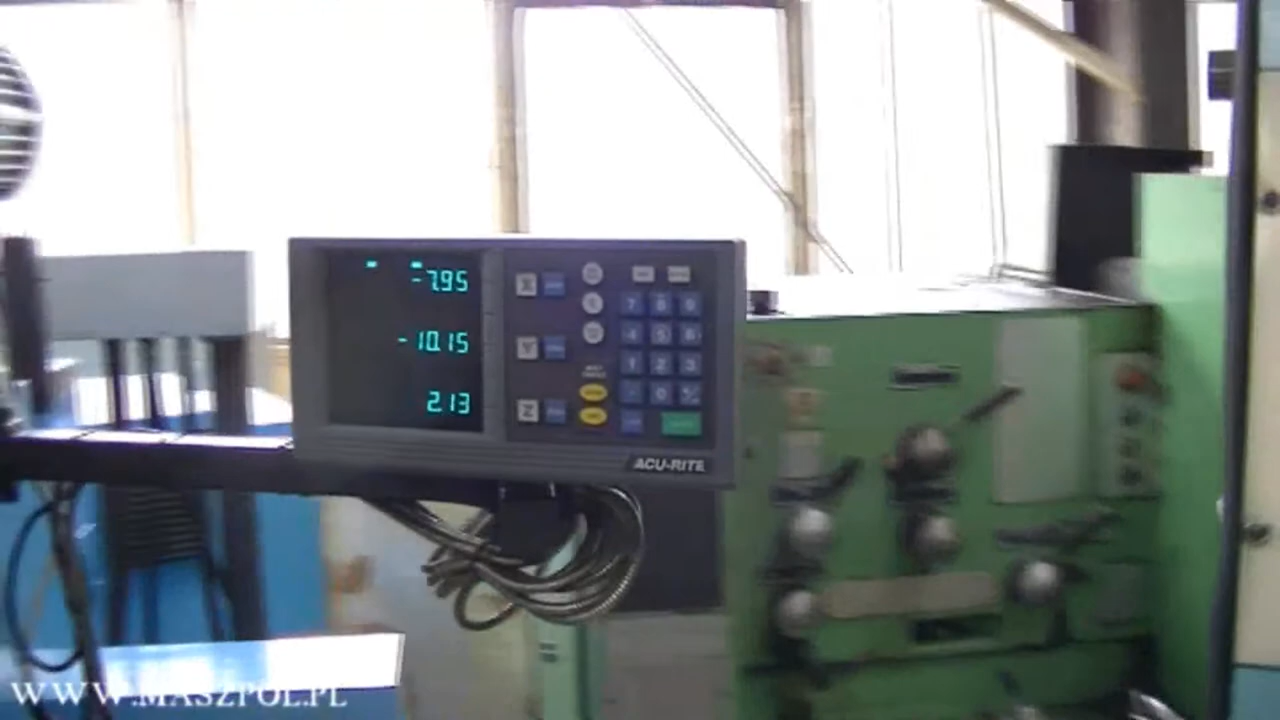 -7.95
X
-10.15
Y
2.13
Z
7 8 9
4 5 6
1 2 3
0
ACU-RITE
WWW.MASZPOL.PL